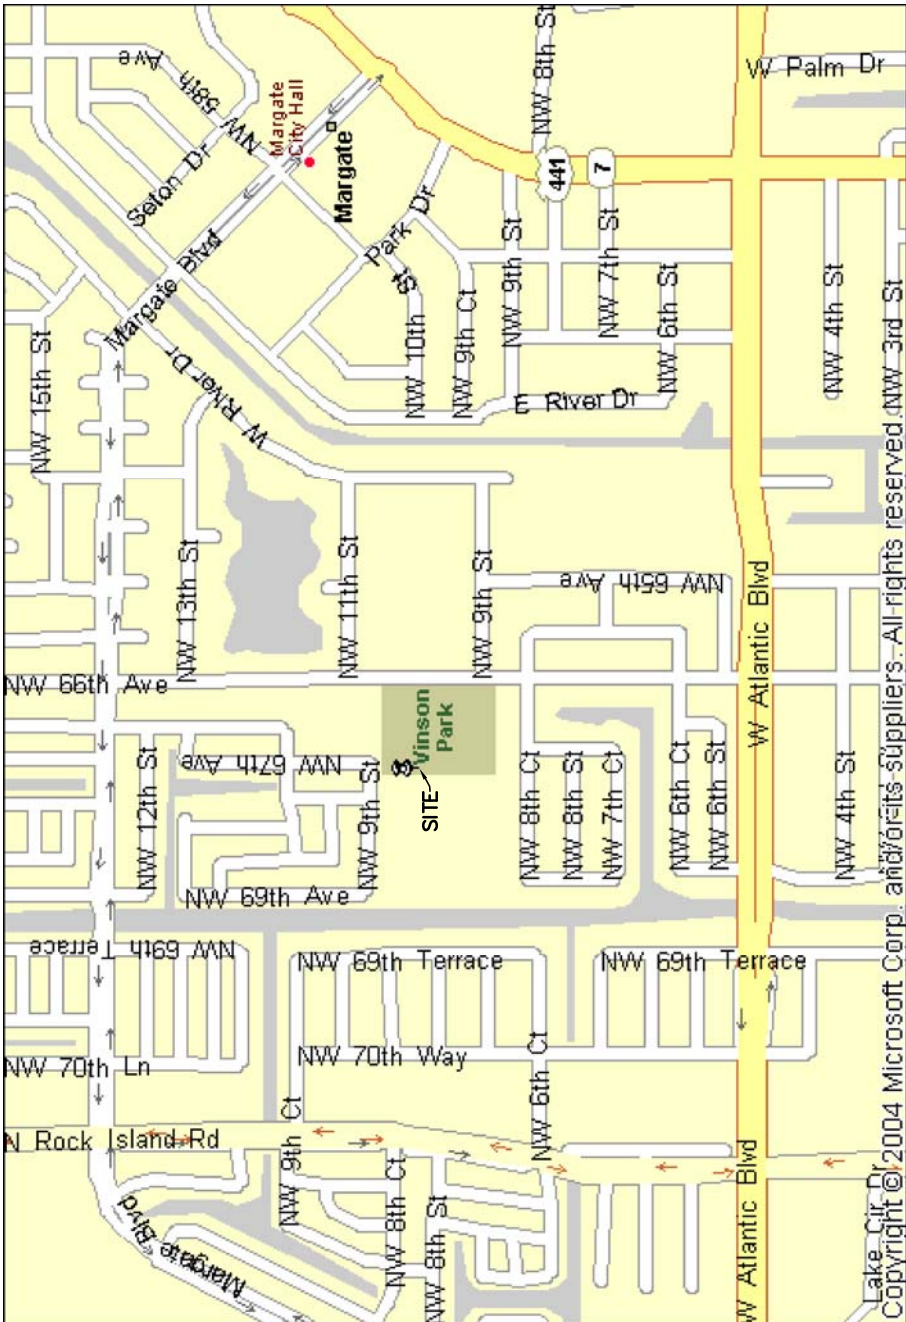 Ave
NW 58th
Margate
City Hall
Margate
Seton Dr
Margate Blvd
Park Dr
NW 8th St
W Palm Dr
441
7
NW 15th St
W River Dr
NW 10th St
NW 9th Ct
NW 9th St
NW 7th St
NW 6th St
E River Dr
NW 4th St
NW 3rd St
NW 13th St
NW 11th St
NW 9th St
NW 65th Ave
W Atlantic Blvd
NW 66th Ave
Vinson
Park
SITE
NW 12th St
NW 67th Ave
NW 9th St
NW 69th Ave
NW 8th Ct
NW 8th St
NW 7th Ct
NW 6th Ct
NW 6th St
NW 4th St
NW 69th Terrace
NW 69th Terrace
NW 69th Terrace
NW 70th Ln
NW 70th Way
NW 6th Ct
N Rock Island Rd
NW 9th Ct
NW 8th Ct
NW 8th St
Margate Blvd
W Atlantic Blvd
Lake Cir Dr
Copyright © 2004 Microsoft Corp. and/or its suppliers. All rights reserved.